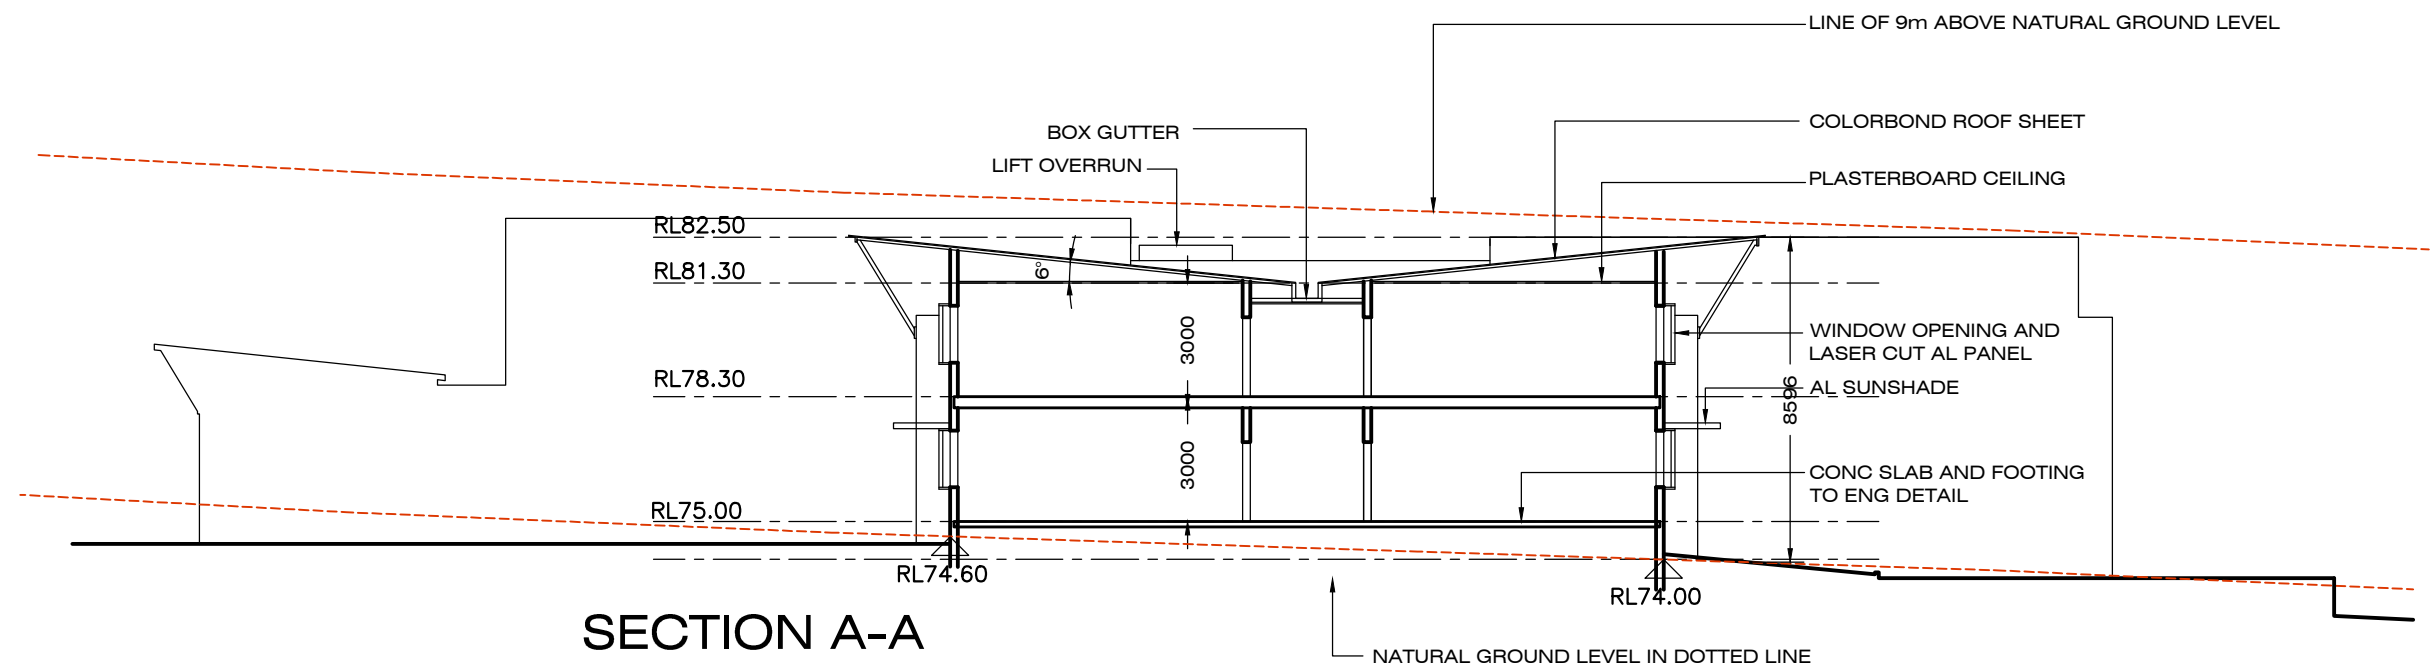 LINE OF 9m ABOVE NATURAL GROUND LEVEL
BOX GUTTER
COLORBOND ROOF SHEET
LIFT OVERRUN
PLASTERBOARD CEILING
RL82.50
RL81.30
6°
3000
WINDOW OPENING AND
LASER CUT AL PANEL
RL78.30
AL SUNSHADE
8596
3000
CONC SLAB AND FOOTING
TO ENG DETAIL
RL75.00
RL74.60
RL74.00
SECTION A-A
NATURAL GROUND LEVEL IN DOTTED LINE